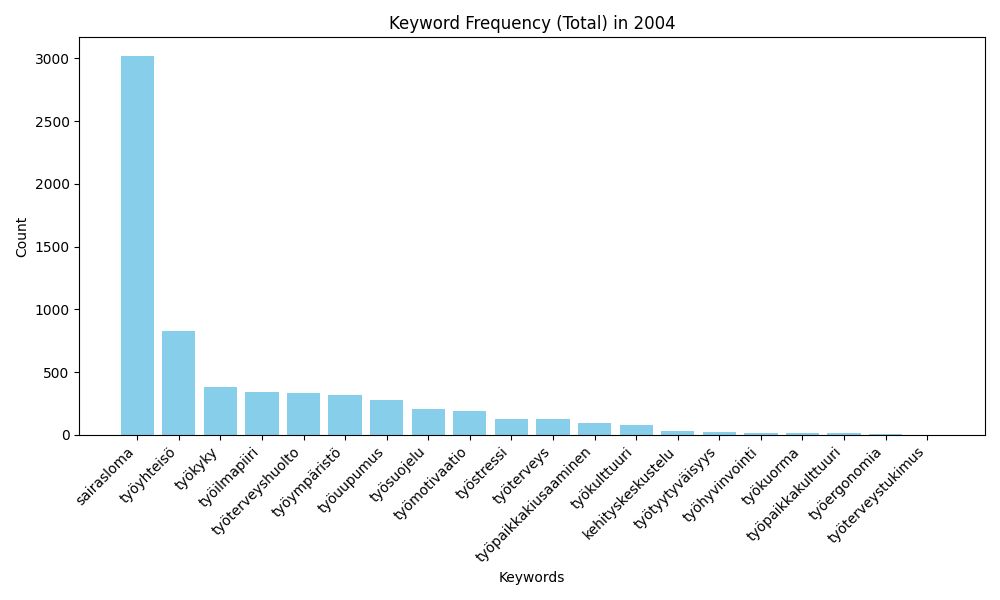 Keyword Frequency (Total) in 2004
Count
3000
2500
2000
1500
1000
500
0
sairasloma
työyhteisö
työkyky
työilmapiiri
työterveyshuolto
työympäristö
työuupumus
työsuojelu
työmotivaatio
työstressi
työterveys
työpaikkakiusaaminen
työkulttuuri
kehityskeskustelu
työtyytyväisyys
työhyvinvointi
työkuorma
työpaikkakulttuuri
työergonomia
työterveystukimus
Keywords